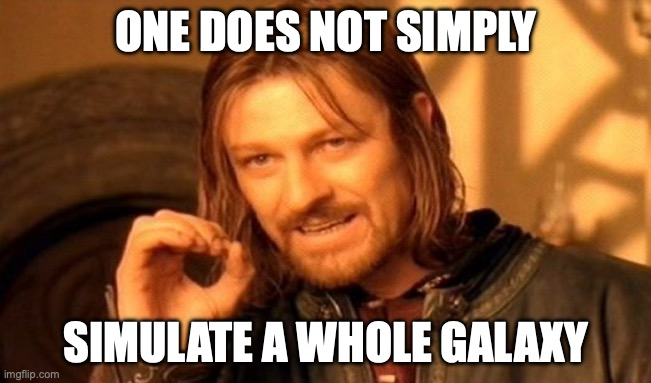 ONE DOES NOT SIMPLY
SIMULATE A WHOLE GALAXY
imgflip.com